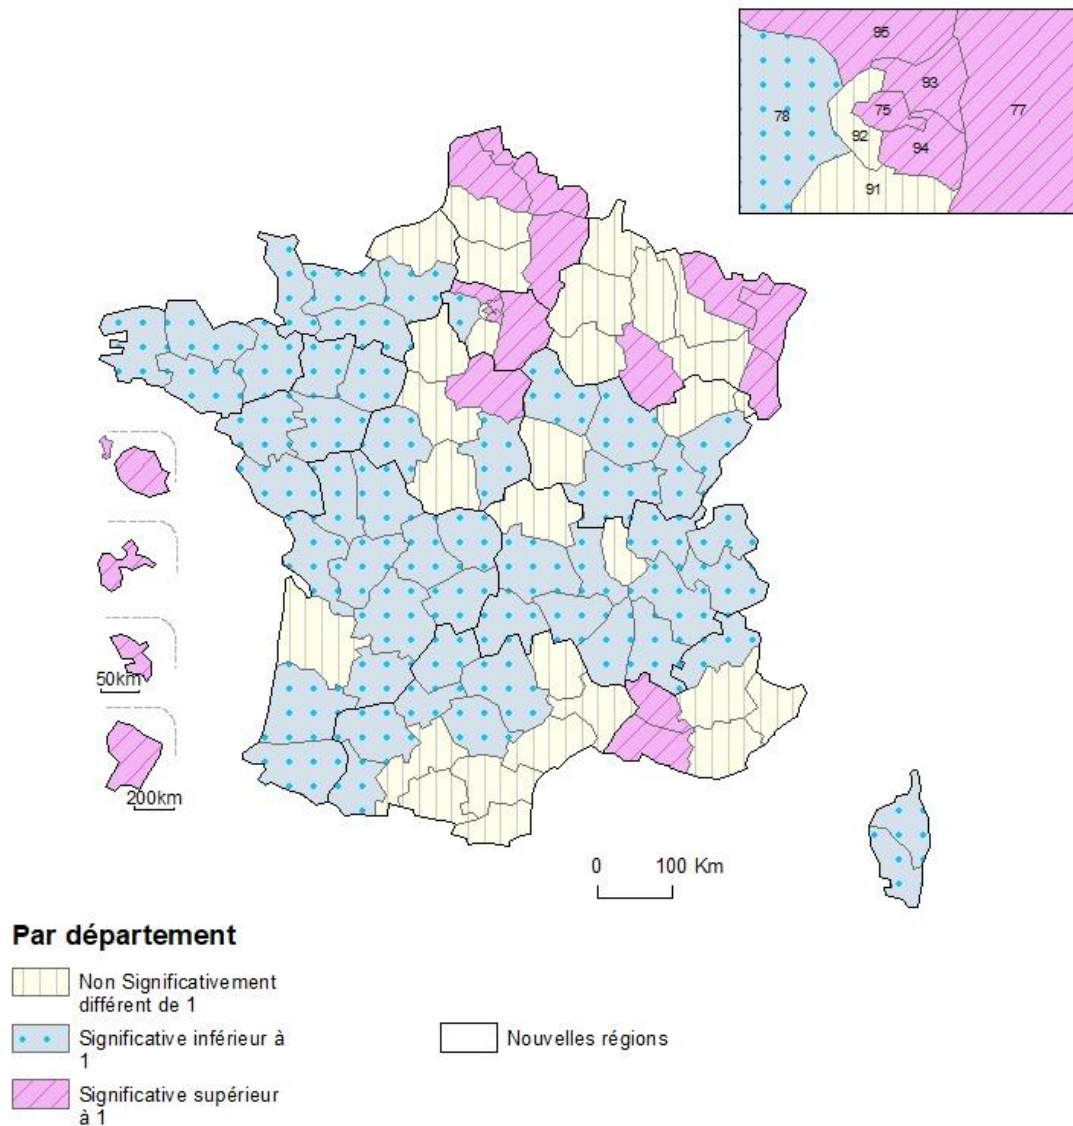 95
93
78
75
77
92
94
91
50km
200km
0 100 Km
Par département
Non Significativement
différent de 1
Significative inférieur à
1
Nouvelles régions
Significative supérieur
à 1